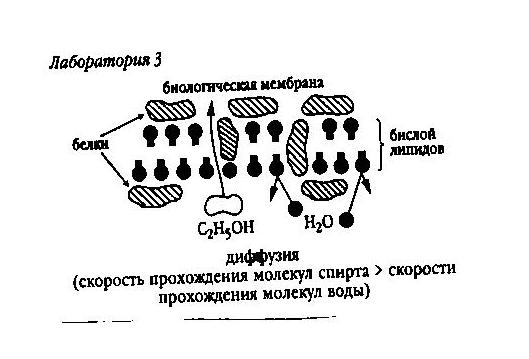 Лаборатория 3
биологическая мембрана
белки
бислой
липидов
C₂H₅OH
H₂O
диффузия
(скорость прохождения молекул спирта > скорости
прохождения молекул воды)